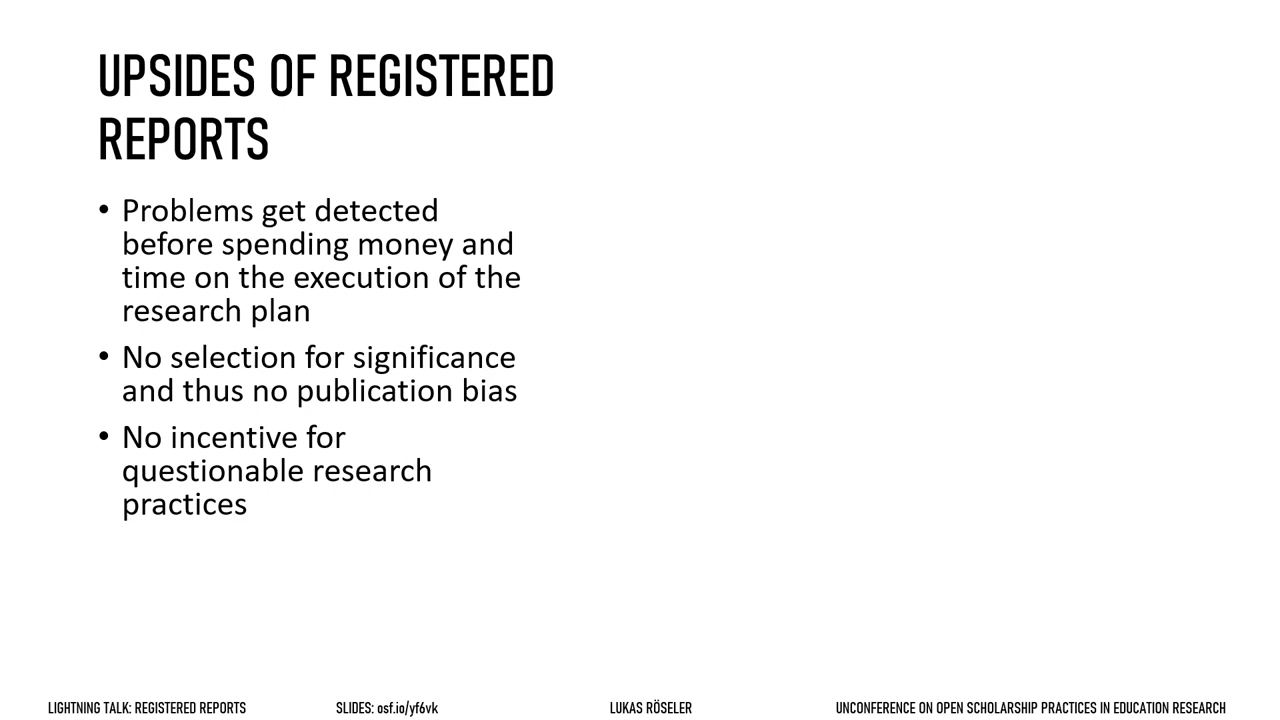 UPSIDES OF REGISTERED
REPORTS
• Problems get detected
before spending money and
time on the execution of the
research plan
• No selection for significance
and thus no publication bias
• No incentive for
questionable research
practices
LIGHTNING TALK: REGISTERED REPORTS
SLIDES: osf.io/yf6vk
LUKAS RÖSELER
UNCONFERENCE ON OPEN SCHOLARSHIP PRACTICES IN EDUCATION RESEARCH